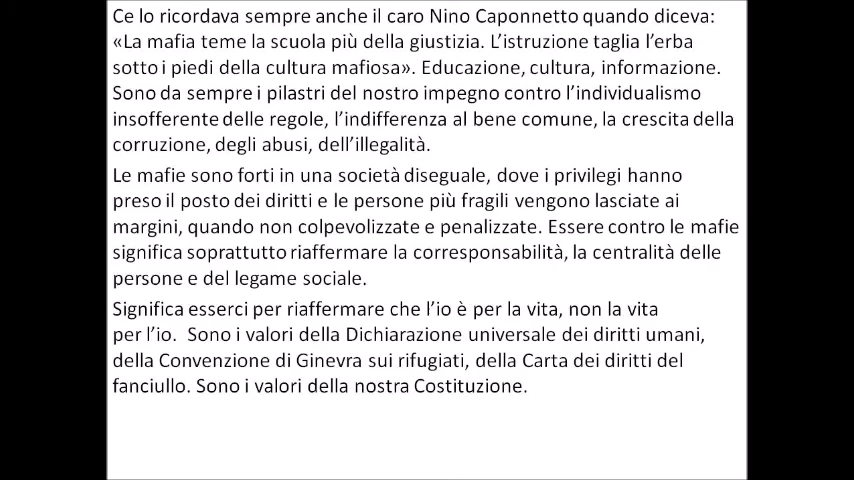 Ce lo ricordava sempre anche il caro Nino Caponnetto quando diceva:
«La mafia teme la scuola più della giustizia. L’istruzione taglia l’erba
sotto i piedi della cultura mafiosa». Educazione, cultura, informazione.
Sono da sempre i pilastri del nostro impegno contro l’individualismo
insofferente delle regole, l’indifferenza al bene comune, la crescita della
corruzione, degli abusi, dell’illegalità.
Le mafie sono forti in una società diseguale, dove i privilegi hanno
preso il posto dei diritti e le persone più fragili vengono lasciate ai
margini, quando non colpevolizzate e penalizzate. Essere contro le mafie
significa soprattutto riaffermare la corresponsabilità, la centralità delle
persone e del legame sociale.
Significa esserci per riaffermare che l’io è per la vita, non la vita
per l’io.  Sono i valori della Dichiarazione universale dei diritti umani,
della Convenzione di Ginevra sui rifugiati, della Carta dei diritti del
fanciullo. Sono i valori della nostra Costituzione.